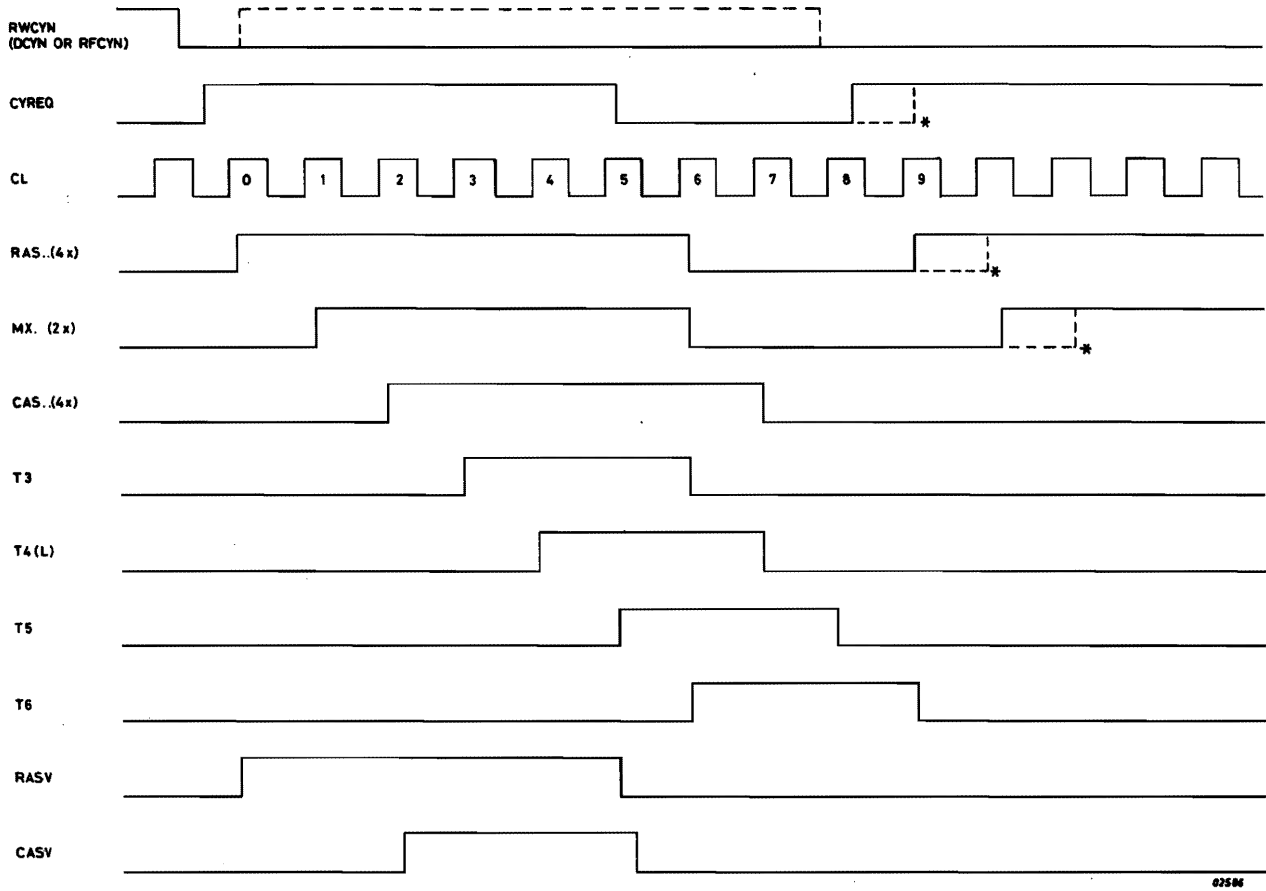 RWCYN
(DCYN OR RFCYN)
CYREQ
*
CL
0 1 2 3 4 5 6 7 8 9
RAS..(4x)
*
MX. (2x)
*
CAS..(4x)
T3
T4(L)
T5
T6
RASV
CASV
02586